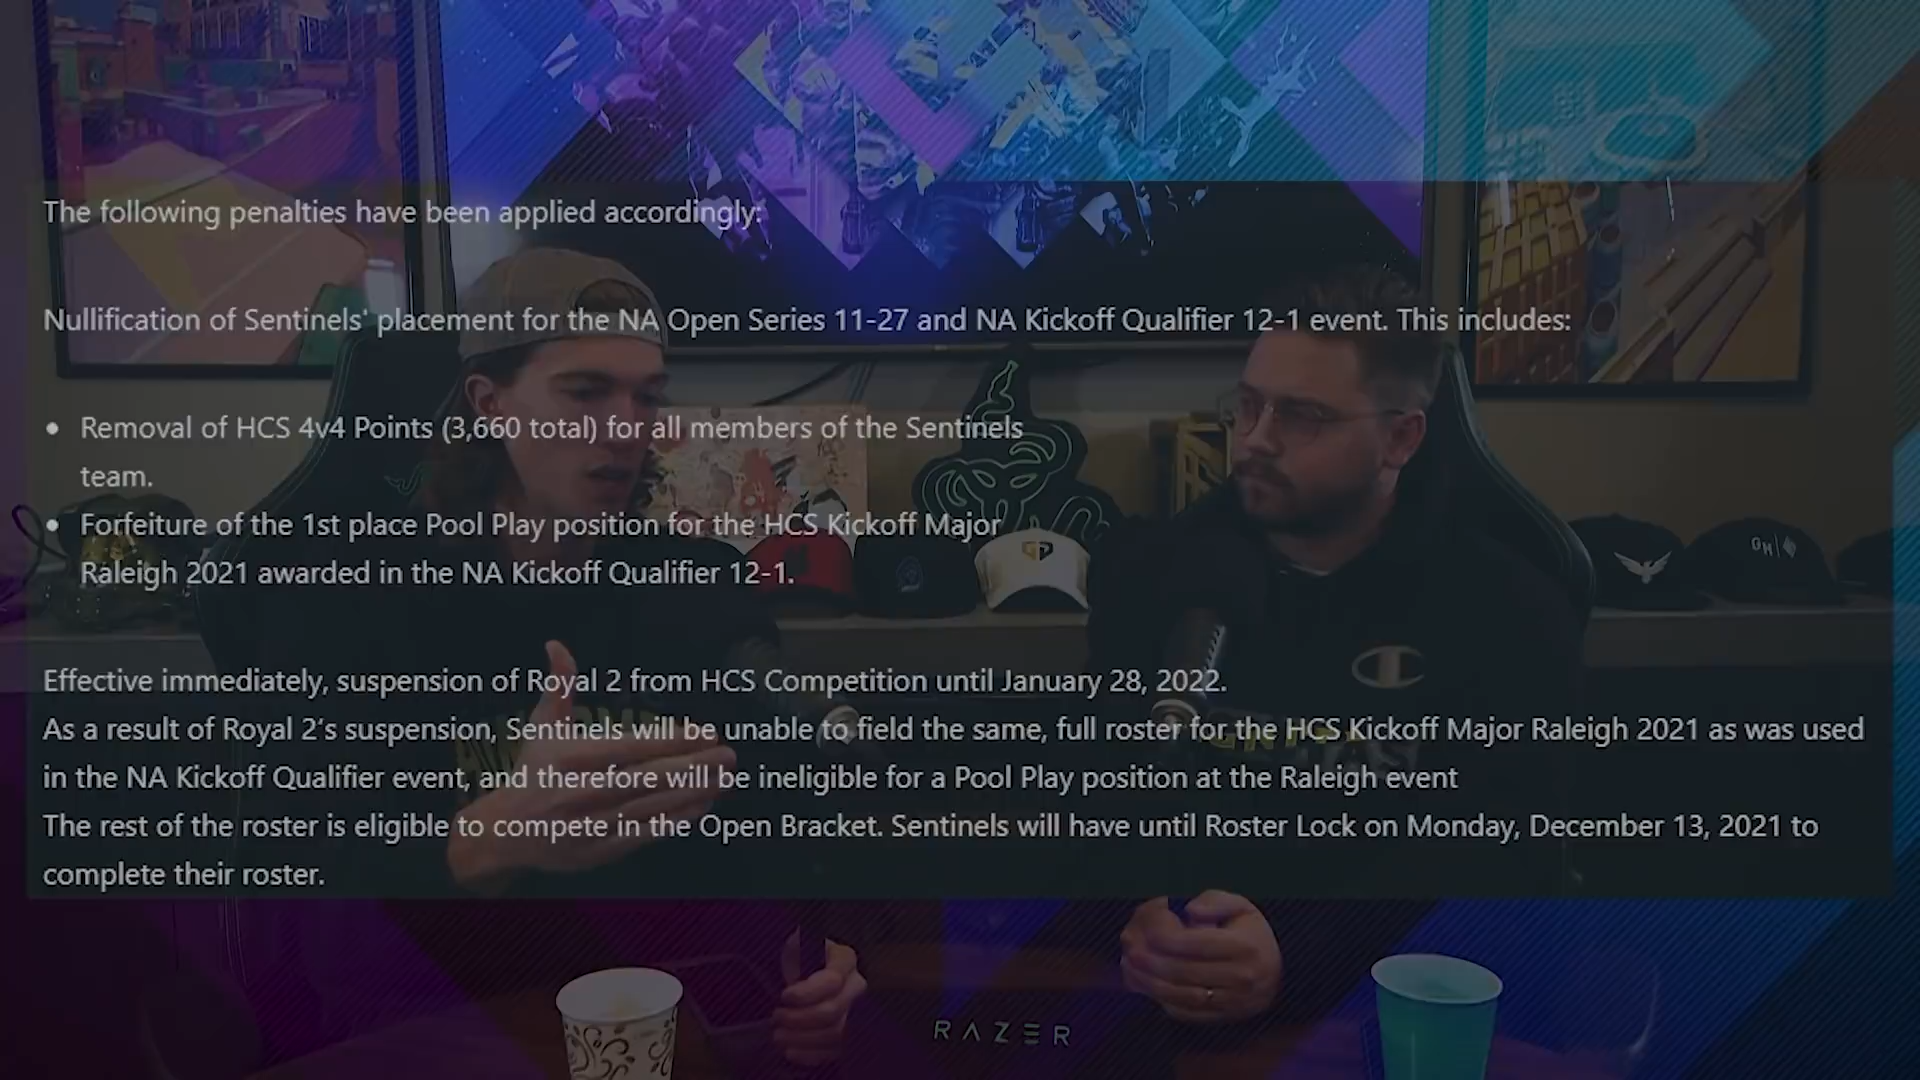 The following penalties have been applied accordingly:
Nullification of Sentinels' placement for the NA Open Series 11-27 and NA Kickoff Qualifier 12-1 event. This includes:
• Removal of HCS 4v4 Points (3,660 total) for all members of the Sentinels
team.
• Forfeiture of the 1st place Pool Play position for the HCS Kickoff Major
Raleigh 2021 awarded in the NA Kickoff Qualifier 12-1.
Effective immediately, suspension of Royal 2 from HCS Competition until January 28, 2022.
As a result of Royal 2's suspension, Sentinels will be unable to field the same, full roster for the HCS Kickoff Major Raleigh 2021 as was used
in the NA Kickoff Qualifier event, and therefore will be ineligible for a Pool Play position at the Raleigh event
The rest of the roster is eligible to compete in the Open Bracket. Sentinels will have until Roster Lock on Monday, December 13, 2021 to
complete their roster.
RAZER